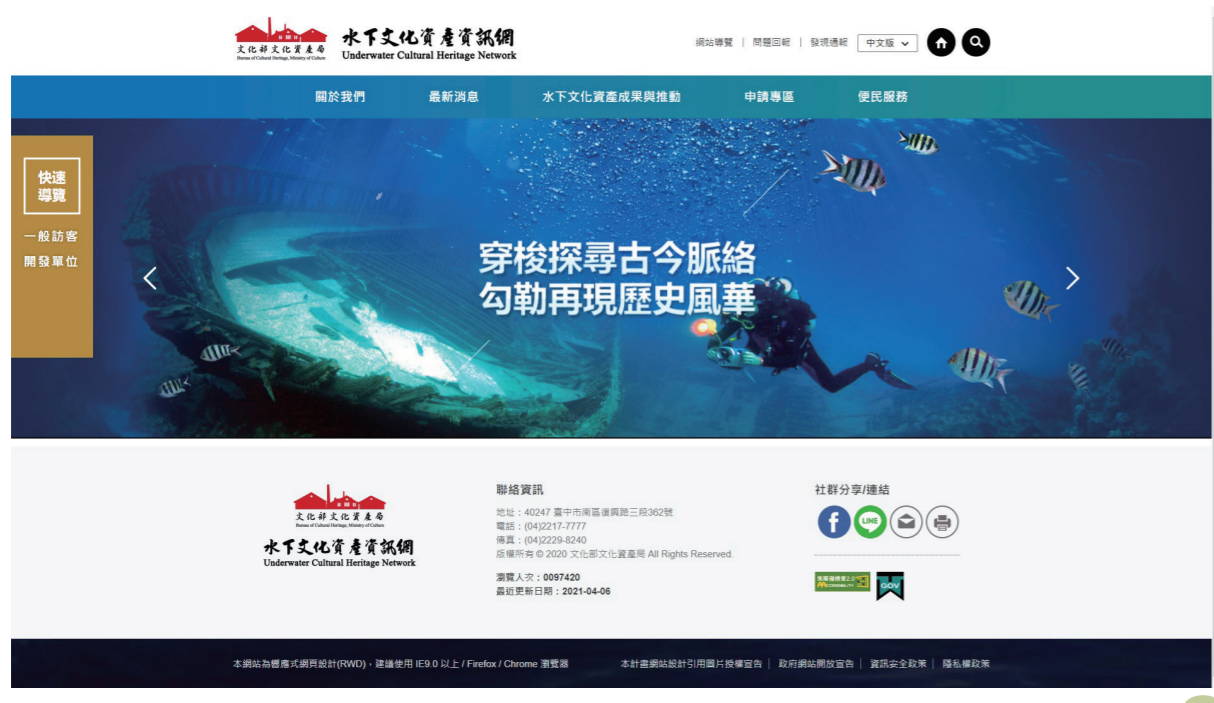 文化部文化資產局
Bureau of Cultural Heritage, Ministry of Culture
水下文化資產資訊網
Underwater Cultural Heritage Network
網站導覽 | 問題回報 | 發現通報
中文版
關於我們 最新消息 水下文化資產成果與推動 申請專區 便民服務
快速
導覽
一般訪客
開發單位
穿梭探尋古今脈絡
勾勒再現歷史風華
文化部文化資產局
Bureau of Cultural Heritage, Ministry of Culture
水下文化資產資訊網
Underwater Cultural Heritage Network
聯絡資訊
地址：40247 臺中市南區復興路三段362號
電話：(04)2217-7777
傳真：(04)2229-8240
版權所有 © 2020 文化部文化資產局 All Rights Reserved.
瀏覽人次：0097420
最近更新日期：2021-04-06
社群分享/連結
LINE
無障礙標章2.0
GOV
本網站為響應式網頁設計(RWD)，建議使用 IE9.0 以上 / Firefox / Chrome 瀏覽器
本計畫網站設計引用圖片授權宣告 | 政府網站開放宣告 | 資訊安全政策 | 隱私權政策